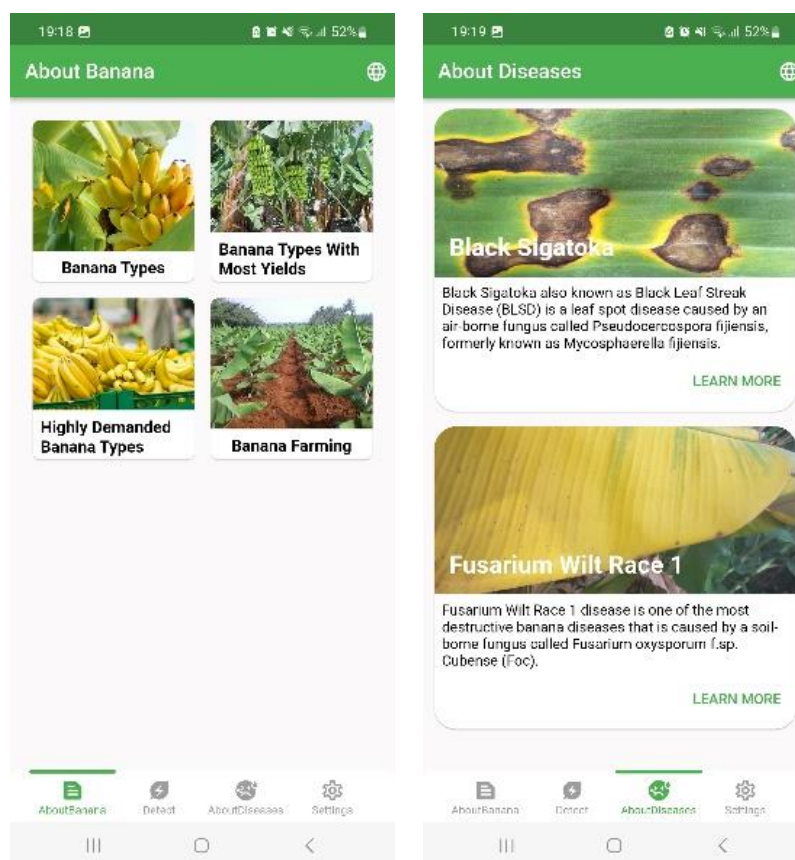 19:18
52%
About Banana
Banana Types
Banana Types With
Most Yields
Highly Demanded
Banana Types
Banana Farming
AboutBanana
Detect
AboutDiseases
Settings
19:19
52%
About Diseases
Black Sigatoka
Black Sigatoka also known as Black Leaf Streak
Disease (BLSD) is a leaf spot disease caused by an
air-borne fungus called Pseudocercospora fijiensis,
formerly known as Mycosphaerella fijiensis.
LEARN MORE
Fusarium Wilt Race 1
Fusarium Wilt Race 1 disease is one of the most
destructive banana diseases that is caused by a soil-
borne fungus called Fusarium oxysporum f.sp.
Cubense (Foc).
LEARN MORE
AboutBanana
Detect
AboutDiseases
Settings